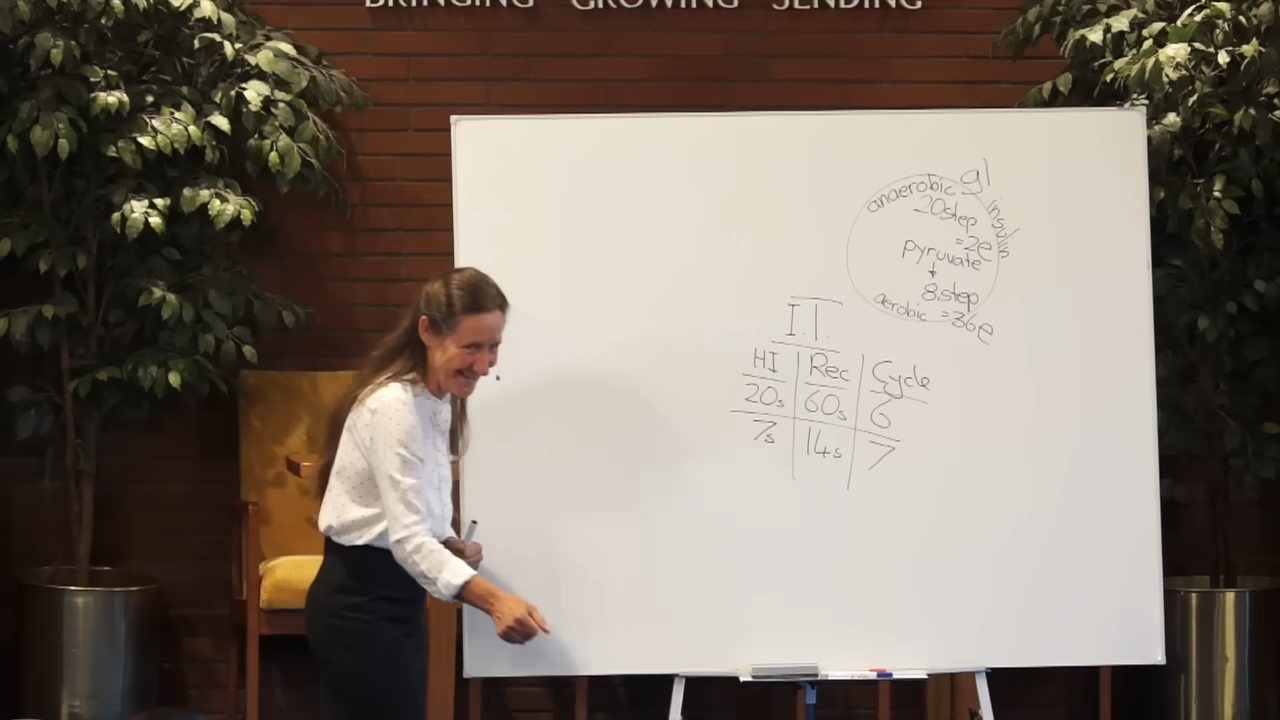 BRINGING GROWING SENDING
gl
anaerobic
insulin
20step
=2e
pyruvate
↓
8step
aerobic =36e
I.T.
HI Rec Cycle
20s 60s 6
7s 14s 7